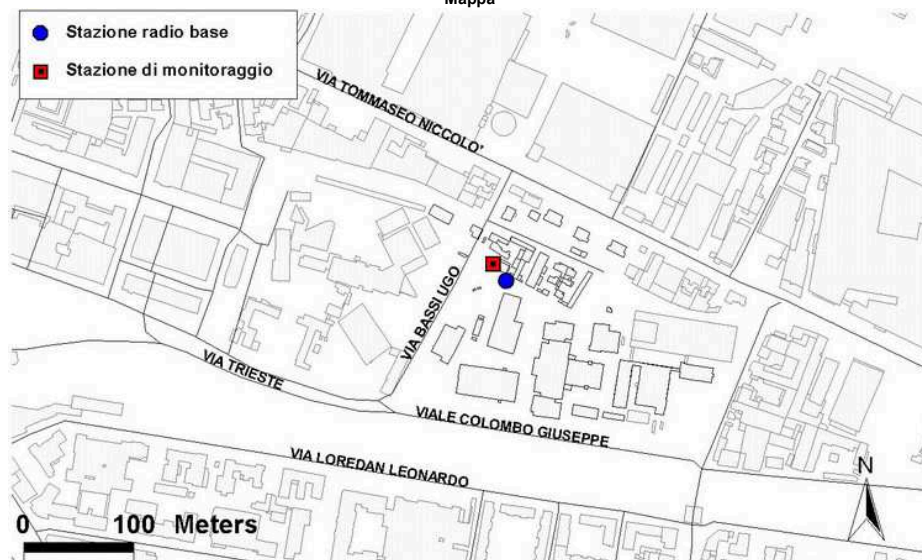 Mappa
Stazione radio base
Stazione di monitoraggio
VIA TOMMASEO NICCOLO'
VIA BASSI UGO
VIA TRIESTE
VIALE COLOMBO GIUSEPPE
VIA LOREDAN LEONARDO
N
0 100 Meters